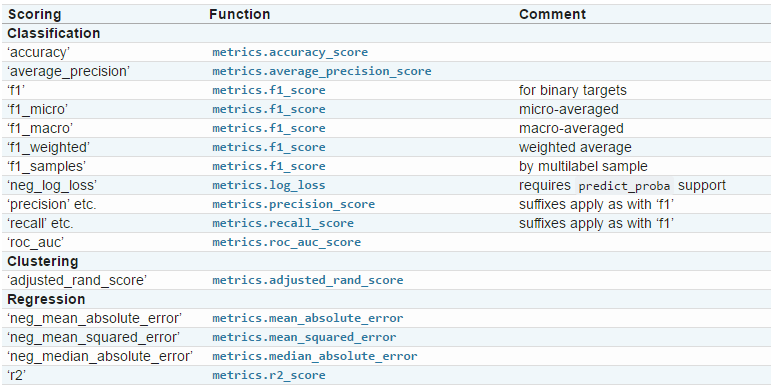 Scoring Function Comment
Classification
‘accuracy’ metrics.accuracy_score
‘average_precision’ metrics.average_precision_score
‘f1’ metrics.f1_score for binary targets
‘f1_micro’ metrics.f1_score micro-averaged
‘f1_macro’ metrics.f1_score macro-averaged
‘f1_weighted’ metrics.f1_score weighted average
‘f1_samples’ metrics.f1_score by multilabel sample
‘neg_log_loss’ metrics.log_loss requires predict_proba support
‘precision’ etc. metrics.precision_score suffixes apply as with ‘f1’
‘recall’ etc. metrics.recall_score suffixes apply as with ‘f1’
‘roc_auc’ metrics.roc_auc_score
Clustering
‘adjusted_rand_score’ metrics.adjusted_rand_score
Regression
‘neg_mean_absolute_error’ metrics.mean_absolute_error
‘neg_mean_squared_error’ metrics.mean_squared_error
‘neg_median_absolute_error’ metrics.median_absolute_error
‘r2’ metrics.r2_score